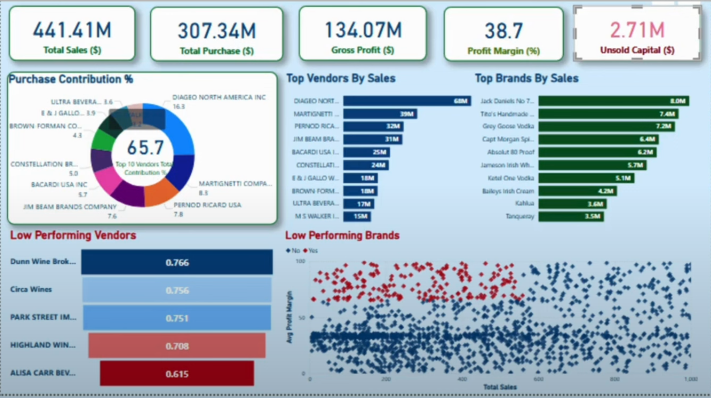 441.41M
Total Sales ($)
307.34M
Total Purchase ($)
134.07M
Gross Profit ($)
38.7
Profit Margin (%)
2.71M
Unsold Capital ($)
Purchase Contribution %
DIAGEO NORTH AMERICA INC
16.3
MARTIGNETTI COMPA...
8.3
PERNOD RICARD USA
7.8
JIM BEAM BRANDS COMPANY
7.6
BACARDI USA INC
5.7
CONSTELLATION BR...
5.0
BROWN FORMAN CO...
4.3
E & J GALLO... 3.9
ULTRA BEVERA... 3.6
65.7
Top 10 Vendors Total
Contribution %
Top Vendors By Sales
DIAGEO NORT... 68M
MARTIGNETTI ... 39M
PERNOD RICA... 32M
JIM BEAM BRA... 31M
BACARDI USA I... 25M
CONSTELLATI... 24M
E & J GALLO W... 18M
BROWN FORM... 18M
ULTRA BEVERA... 17M
M S WALKER I... 15M
Top Brands By Sales
Jack Daniels No 7... 8.0M
Tito's Handmade ... 7.4M
Grey Goose Vodka 7.2M
Capt Morgan Spi... 6.4M
Absolut 80 Proof 6.2M
Jameson Irish Wh... 5.7M
Ketel One Vodka 5.1M
Baileys Irish Cream 4.2M
Kahlua 3.6M
Tanqueray 3.5M
Low Performing Vendors
Dunn Wine Brok... 0.766
Circa Wines 0.756
PARK STREET IM... 0.751
HIGHLAND WIN... 0.708
ALISA CARR BEV... 0.615
Low Performing Brands
No Yes
Avg Profit Margin
100
50
0
0 200 400 600 800 1,000
Total Sales